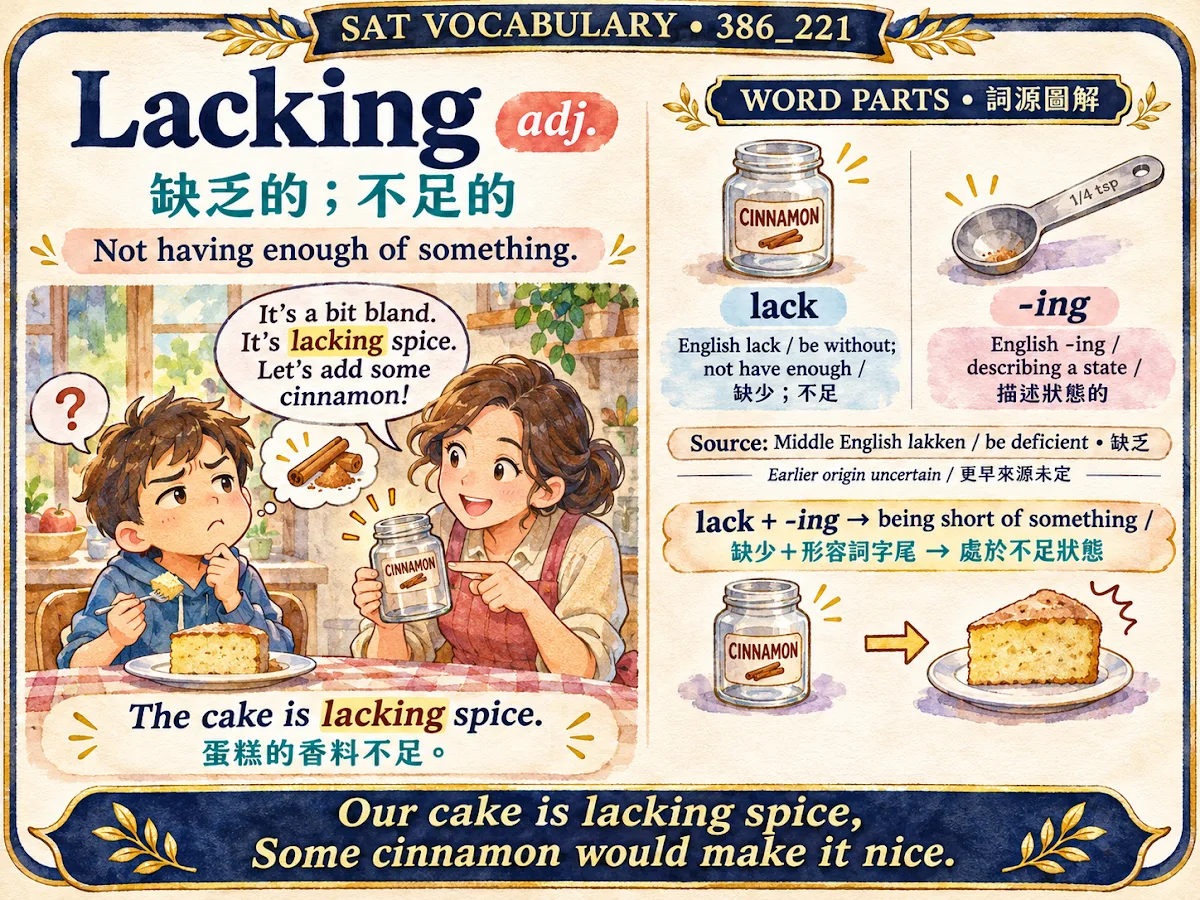 SAT VOCABULARY • 386_221
Lacking adj.
缺乏的；不足的
Not having enough of something.
It's a bit bland.
It's lacking spice.
Let's add some
cinnamon!
?
CINNAMON
The cake is lacking spice.
蛋糕的香料不足。
WORD PARTS • 詞源圖解
CINNAMON
1/4 tsp
lack
English lack / be without;
not have enough /
缺少；不足
-ing
English -ing /
describing a state /
描述狀態的
Source: Middle English lakken / be deficient • 缺乏
Earlier origin uncertain / 更早來源未定
lack + -ing → being short of something /
缺少＋形容詞字尾 → 處於不足狀態
CINNAMON
Our cake is lacking spice,
Some cinnamon would make it nice.